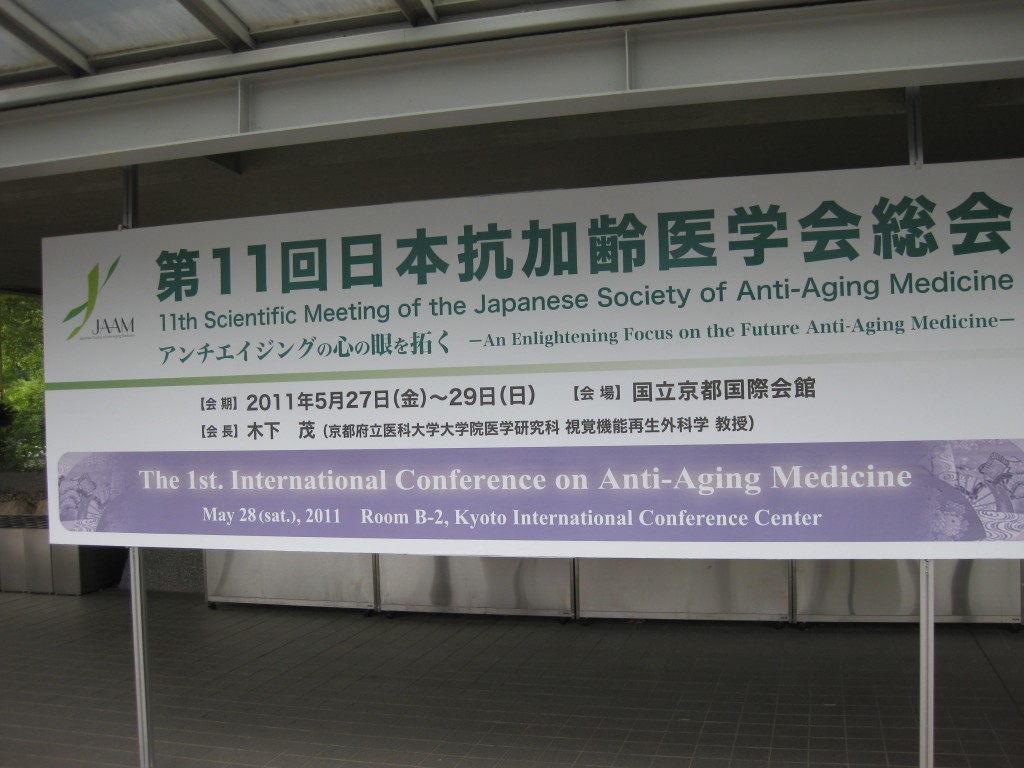 第11回日本抗加齢医学会総会
JAAM
11th Scientific Meeting of the Japanese Society of Anti-Aging Medicine
アンチエイジングの心の眼を拓く —An Enlightening Focus on the Future Anti-Aging Medicine—
【会 期】 2011年5月27日(金)～29日(日) 【会 場】 国立京都国際会館
【会 長】 木下 茂 (京都府立医科大学大学院医学研究科 視覚機能再生外科学 教授)
The 1st. International Conference on Anti-Aging Medicine
May 28 (sat.), 2011 Room B-2, Kyoto International Conference Center